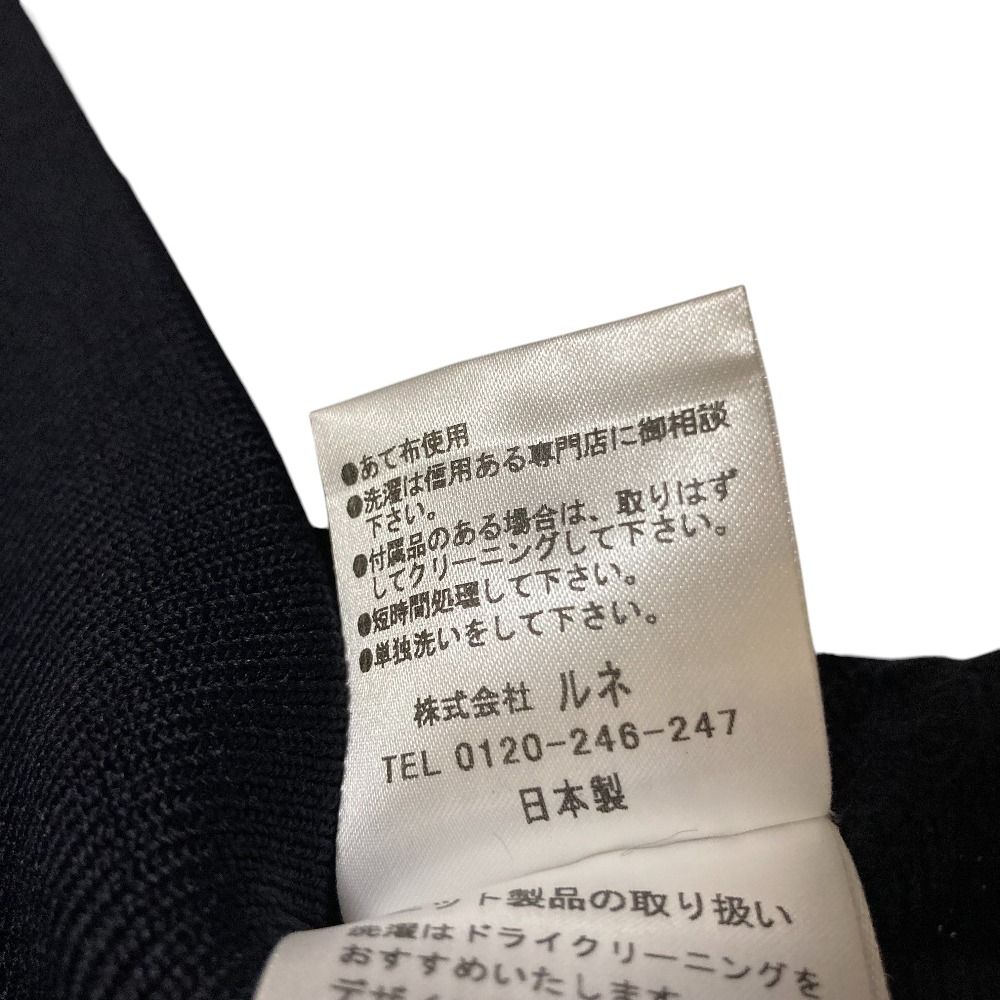 ●あて布使用
●洗濯は信用ある専門店に御相談
下さい。
●付属品のある場合は、取りはず
してクリーニングして下さい。
●短時間処理して下さい。
●単独洗いをして下さい。
株式会社 ルネ
TEL 0120-246-247
日本製
ット製品の取り扱い
洗濯はドライクリーニングを
おすすめいたします
デザイ